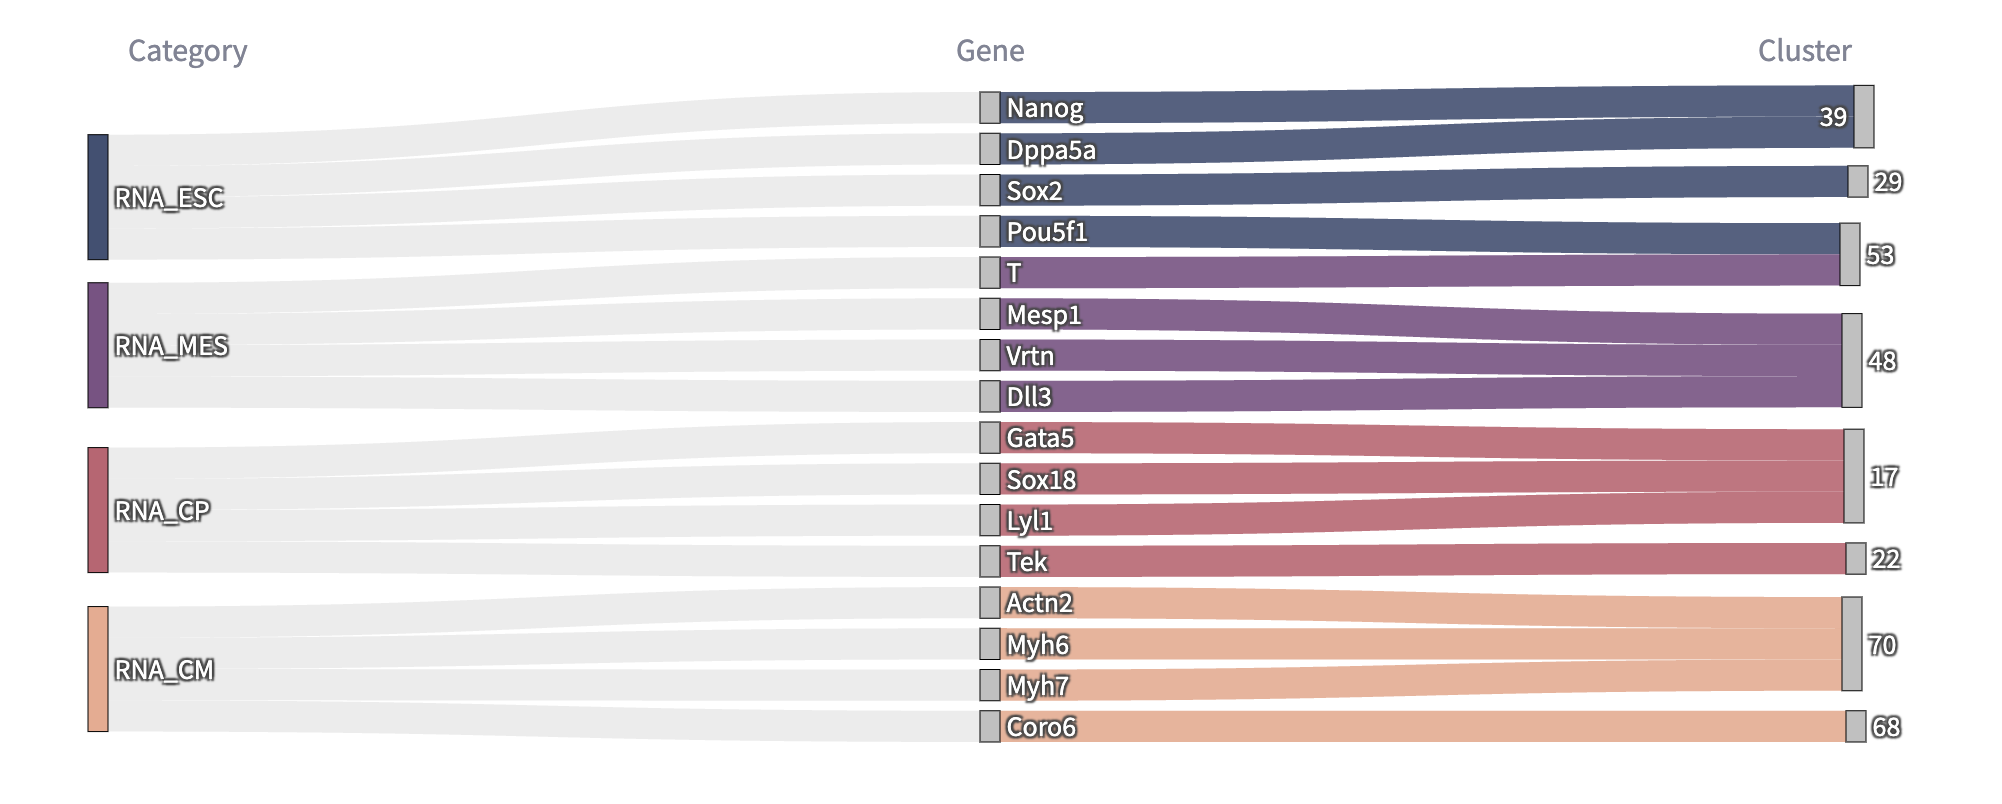 Category
Gene
Cluster
RNA_ESC
RNA_MES
RNA_CP
RNA_CM
Nanog
Dppa5a
Sox2
Pou5f1
T
Mesp1
Vrtn
Dll3
Gata5
Sox18
Lyl1
Tek
Actn2
Myh6
Myh7
Coro6
39
29
53
48
17
22
70
68